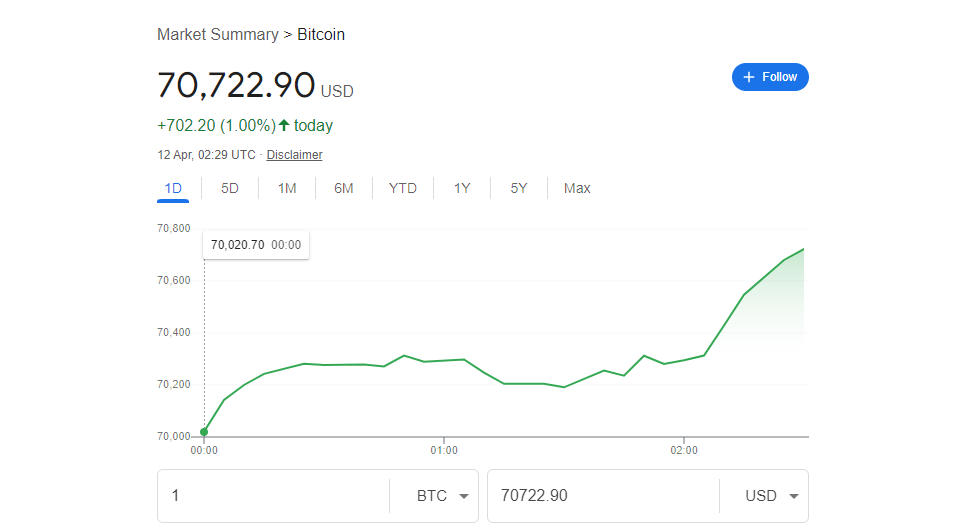 Market Summary > Bitcoin
70,722.90 USD
+ Follow
+702.20 (1.00%) today
12 Apr, 02:29 UTC · Disclaimer
1D 5D 1M 6M YTD 1Y 5Y Max
70,800
70,020.70 00:00
70,600
70,400
70,200
70,000
00:00 01:00 02:00
1 BTC 70722.90 USD